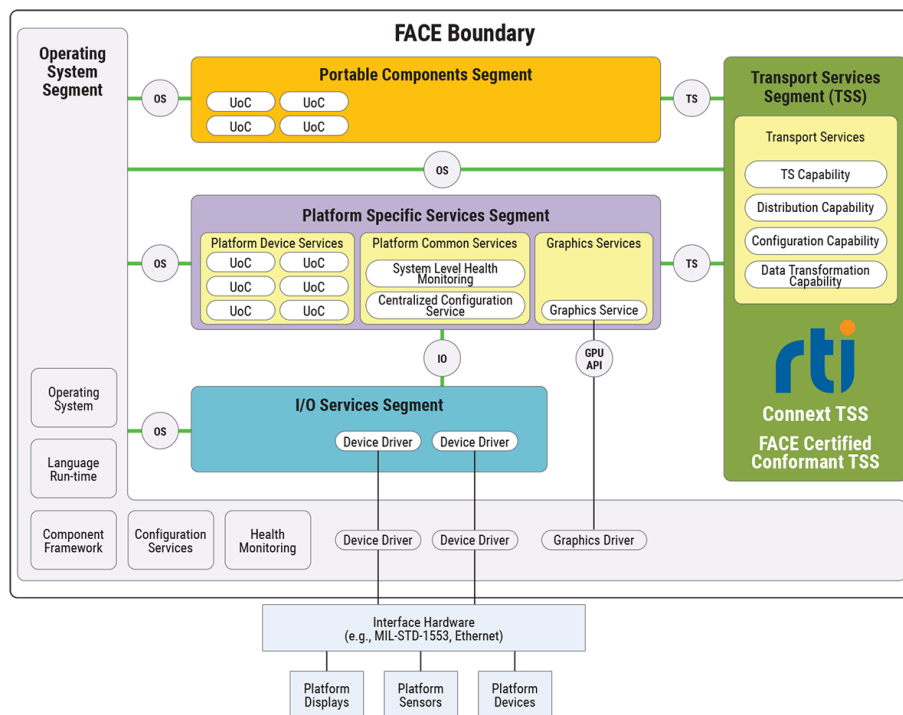 FACE Boundary
Operating
System
Segment
OS
Portable Components Segment
UoC
UoC
UoC
UoC
TS
Transport Services
Segment (TSS)
Transport Services
TS Capability
Distribution Capability
Configuration Capability
Data Transformation
Capability
OS
OS
Platform Specific Services Segment
Platform Device Services
UoC
UoC
UoC
UoC
UoC
UoC
Platform Common Services
System Level Health
Monitoring
Centralized Configuration
Service
Graphics Services
Graphics Service
TS
rti
Connext TSS
FACE Certified
Conformant TSS
IO
GPU
API
OS
I/O Services Segment
Device Driver
Device Driver
Operating
System
Language
Run-time
Component
Framework
Configuration
Services
Health
Monitoring
Device Driver
Device Driver
Graphics Driver
Interface Hardware
(e.g., MIL-STD-1553, Ethernet)
Platform
Displays
Platform
Sensors
Platform
Devices